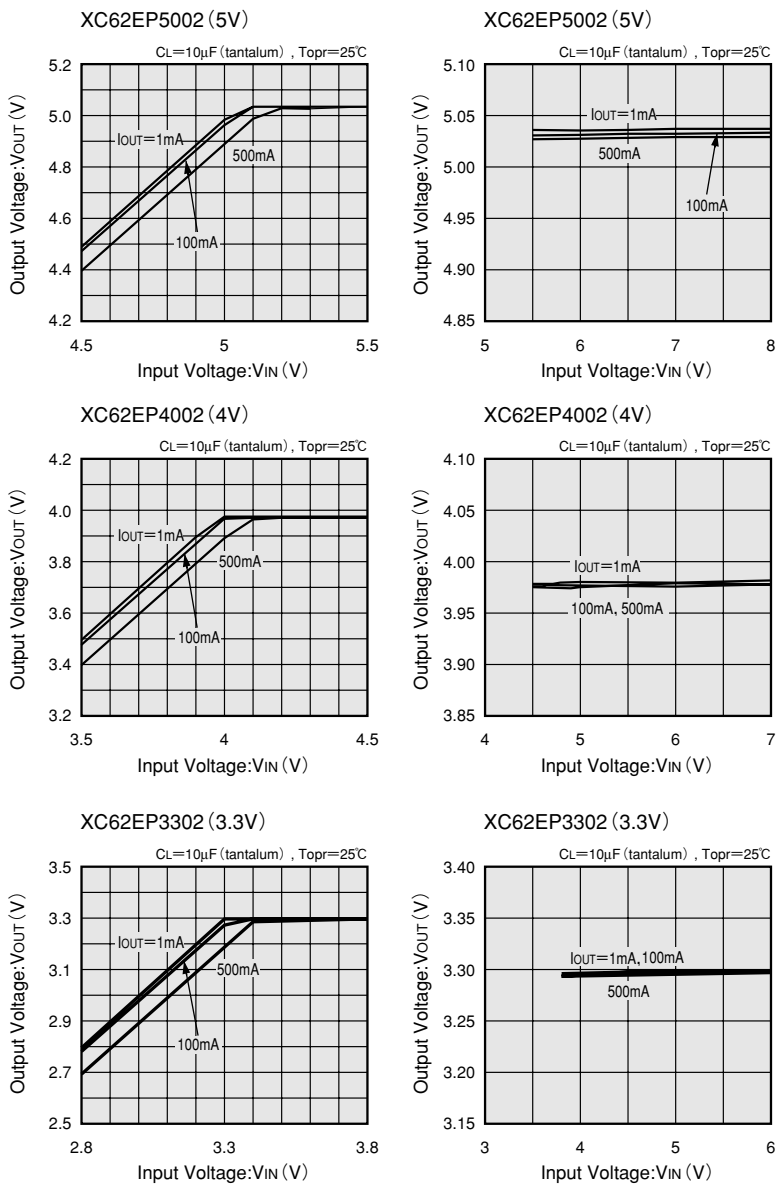 XC62EP5002(5V)
CL=10μF(tantalum) , Topr=25℃
Output Voltage:VOUT (V)
5.2
5.0
4.8
4.6
4.4
4.2
IOUT=1mA
500mA
100mA
4.5
5
5.5
Input Voltage:VIN (V)
XC62EP5002(5V)
CL=10μF(tantalum) , Topr=25℃
Output Voltage:VOUT (V)
5.10
5.05
5.00
4.95
4.90
4.85
IOUT=1mA
500mA
100mA
5
6
7
8
Input Voltage:VIN (V)
XC62EP4002(4V)
CL=10μF(tantalum) , Topr=25℃
Output Voltage:VOUT (V)
4.2
4.0
3.8
3.6
3.4
3.2
IOUT=1mA
500mA
100mA
3.5
4
4.5
Input Voltage:VIN (V)
XC62EP4002(4V)
CL=10μF(tantalum) , Topr=25℃
Output Voltage:VOUT (V)
4.10
4.05
4.00
3.95
3.90
3.85
IOUT=1mA
100mA, 500mA
4
5
6
7
Input Voltage:VIN (V)
XC62EP3302(3.3V)
CL=10μF(tantalum) , Topr=25℃
Output Voltage:VOUT (V)
3.5
3.3
3.1
2.9
2.7
2.5
IOUT=1mA
500mA
100mA
2.8
3.3
3.8
Input Voltage:VIN (V)
XC62EP3302(3.3V)
CL=10μF(tantalum) , Topr=25℃
Output Voltage:VOUT (V)
3.40
3.35
3.30
3.25
3.20
3.15
IOUT=1mA,100mA
500mA
3
4
5
6
Input Voltage:VIN (V)